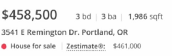 $458,500 3 bd 3 ba 1,986 sqft
3541 E Remington Dr. Portland, OR
House for sale Zestimate®: $461,000